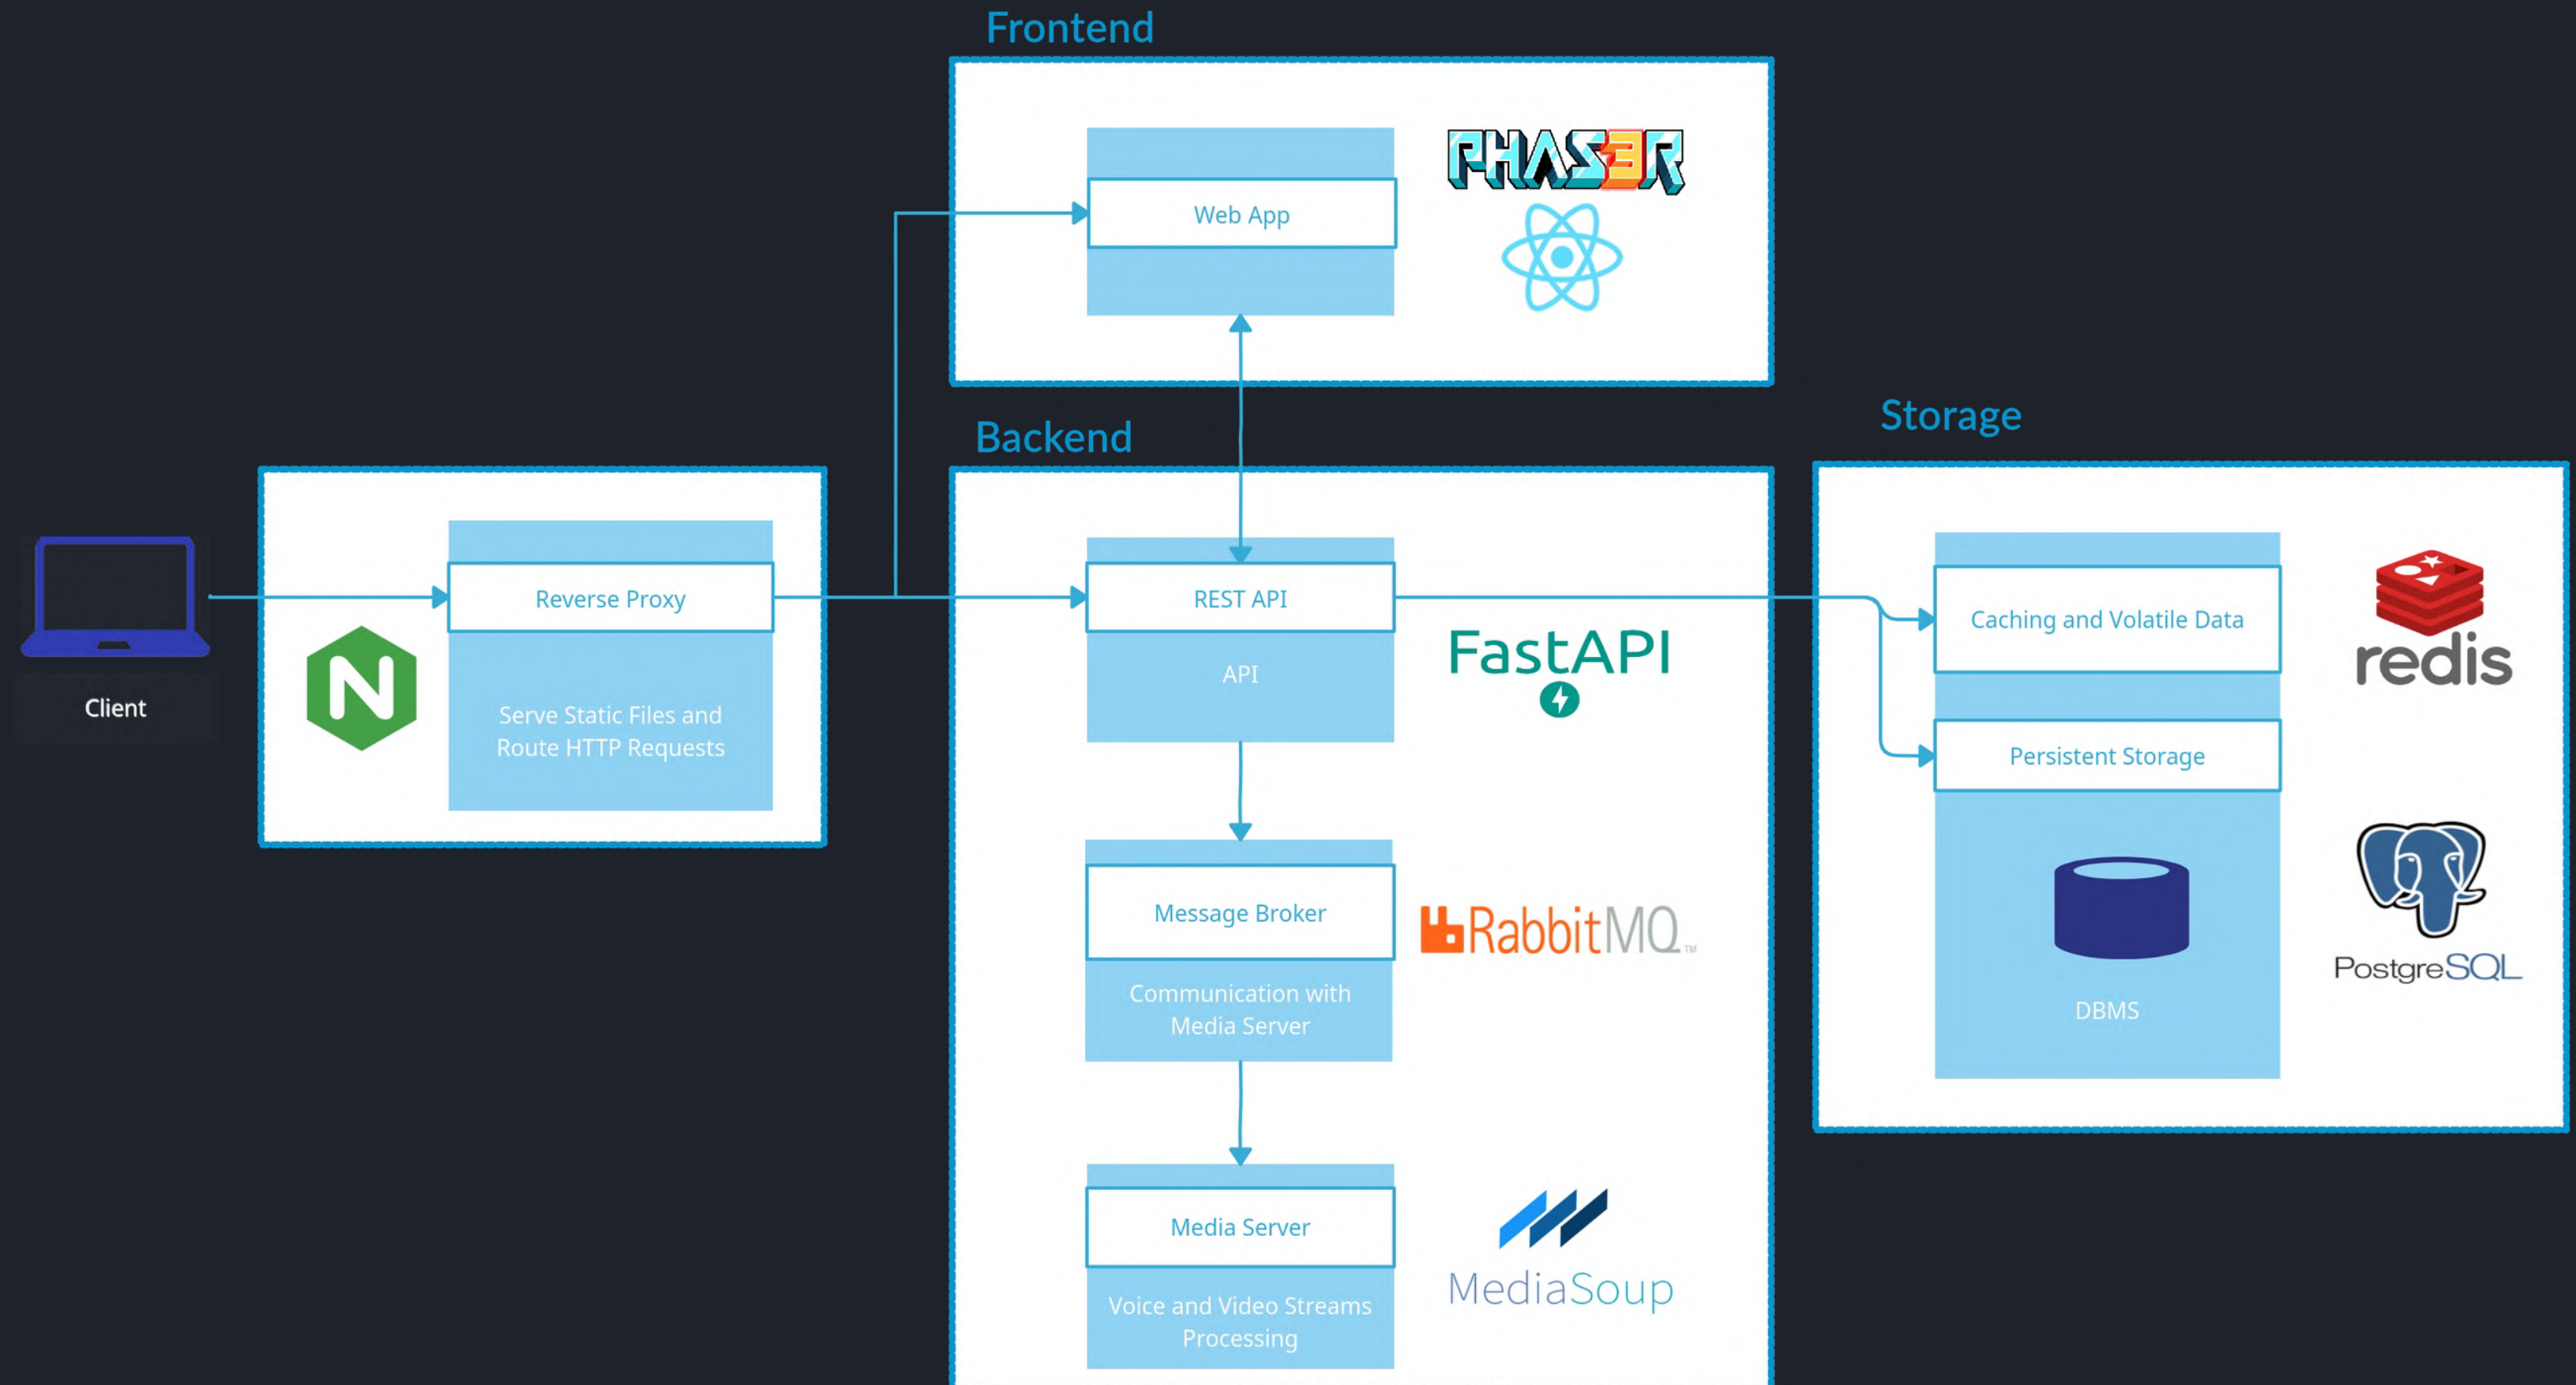 Frontend
PHAS3R
Web App
Backend
Storage
Client
N
Reverse Proxy
Serve Static Files and
Route HTTP Requests
REST API
API
FastAPI
Message Broker
RabbitMQ™
Communication with
Media Server
Media Server
MediaSoup
Voice and Video Streams
Processing
Caching and Volatile Data
redis
Persistent Storage
PostgreSQL
DBMS